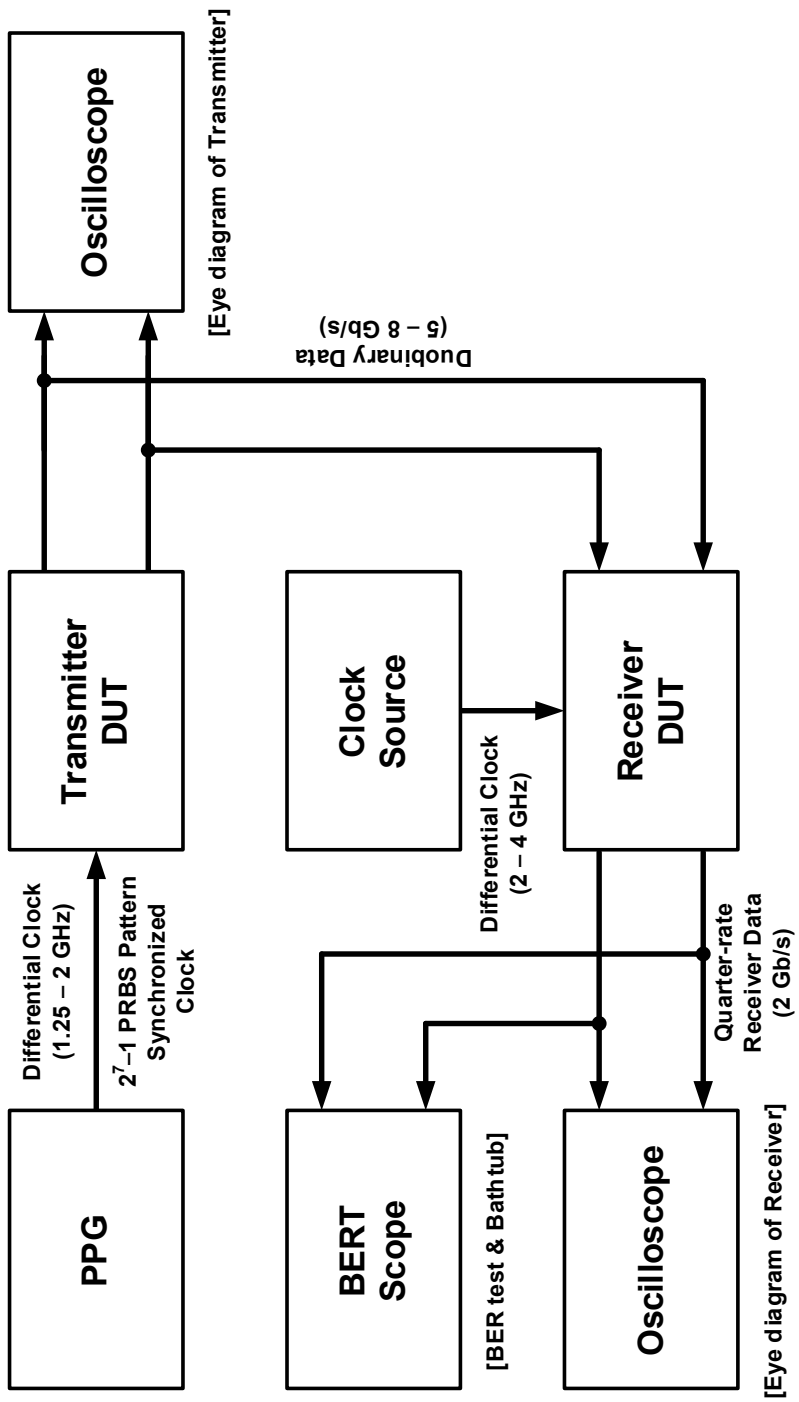 PPG
Differential Clock
(1.25 – 2 GHz)
2⁷–1 PRBS Pattern
Synchronized
Clock
Transmitter
DUT
Oscilloscope
[Eye diagram of Transmitter]
Duobinary Data
(5 – 8 Gb/s)
BERT
Scope
[BER test & Bathtub]
Clock
Source
Differential Clock
(2 – 4 GHz)
Oscilloscope
[Eye diagram of Receiver]
Quarter-rate
Receiver Data
(2 Gb/s)
Receiver
DUT